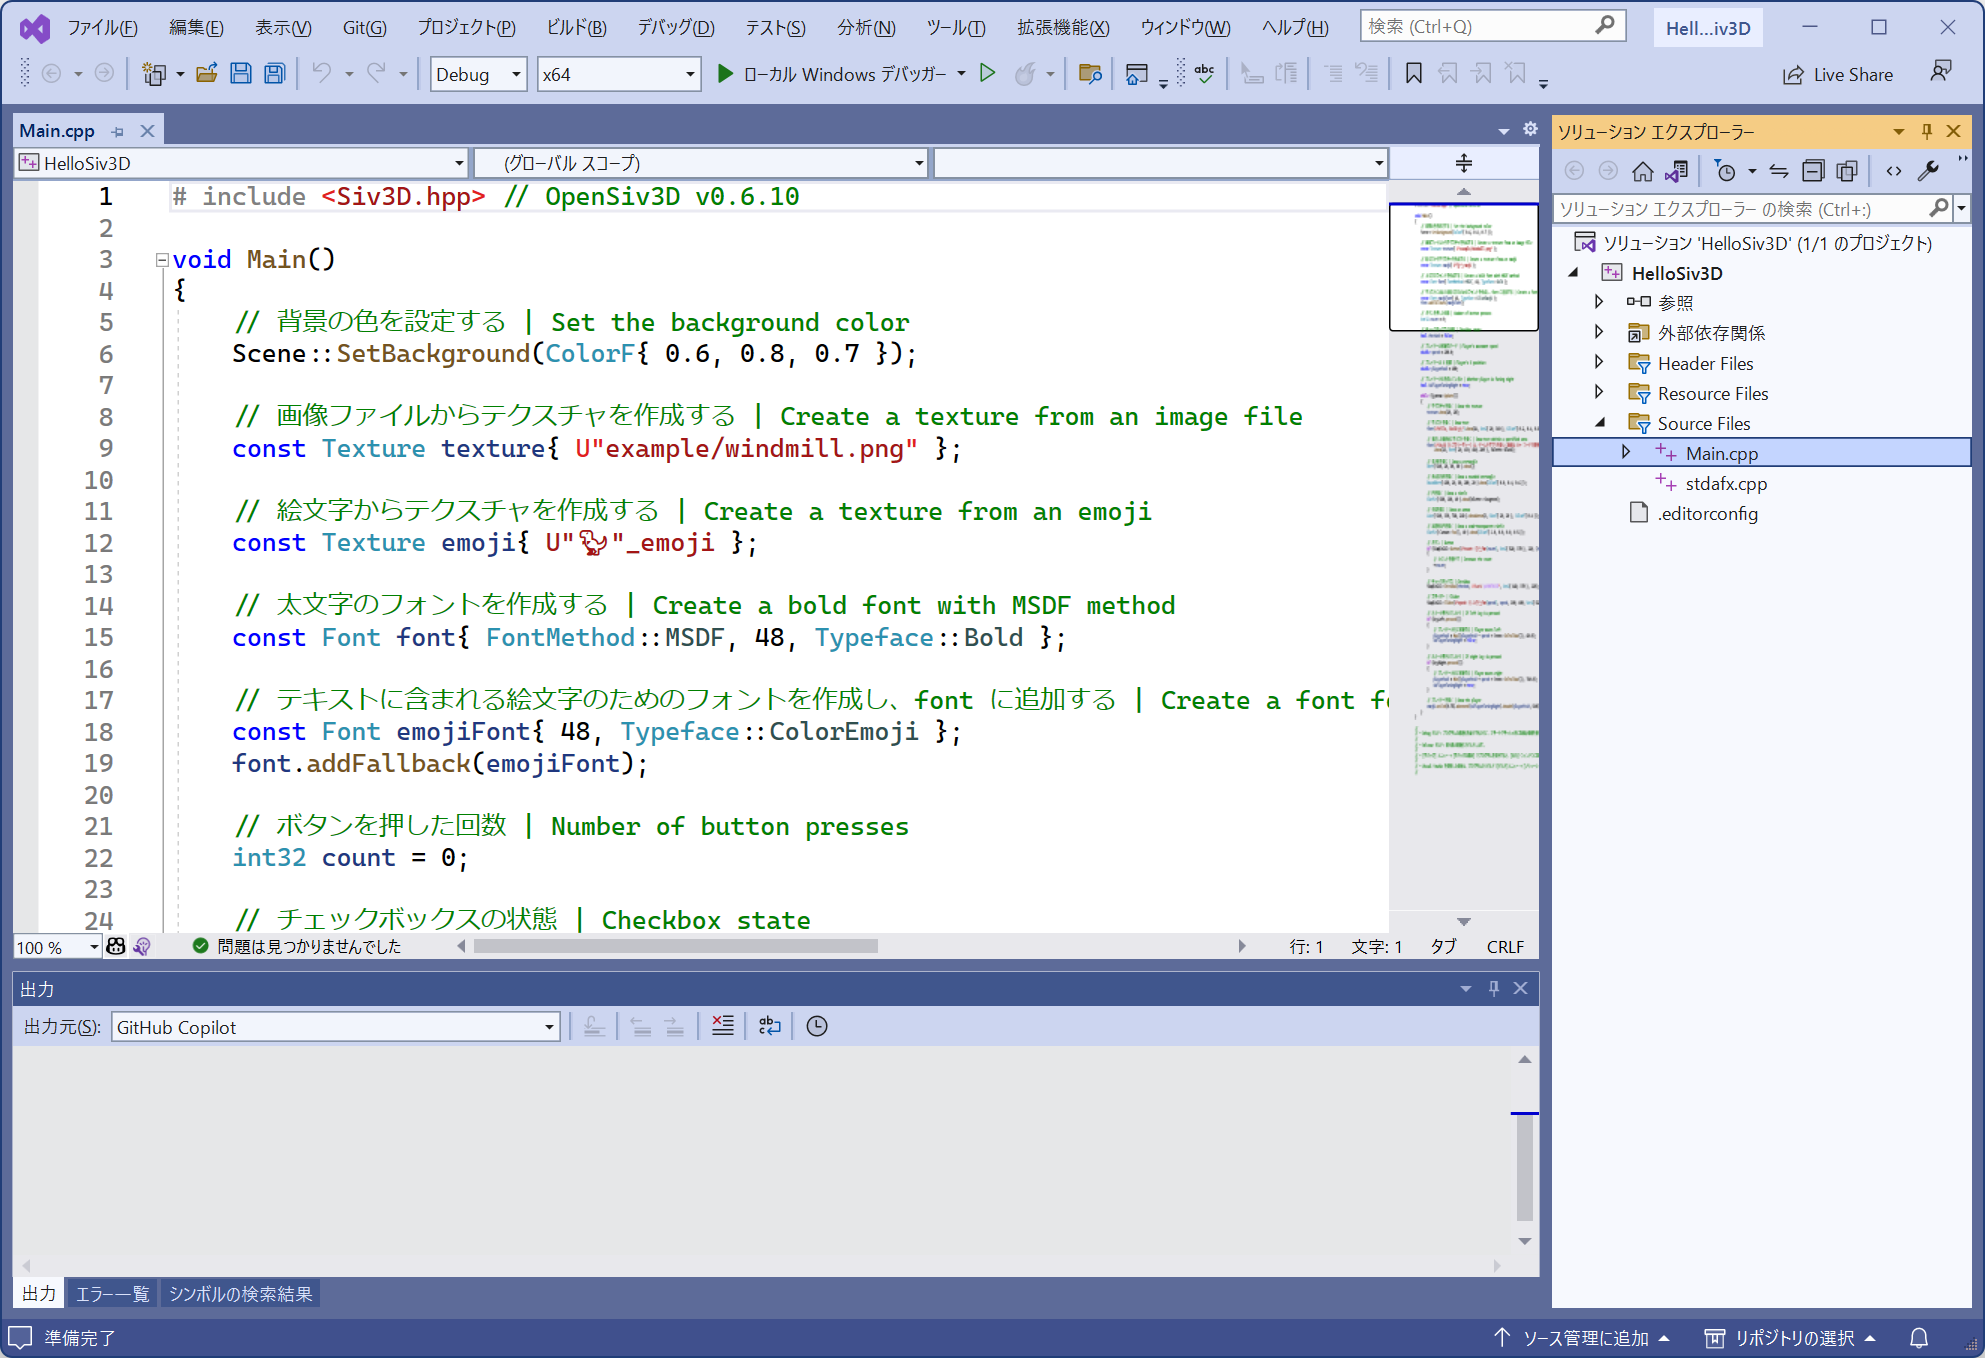 ファイル(F) 編集(E) 表示(V) Git(G) プロジェクト(P) ビルド(B) デバッグ(D) テスト(S) 分析(N) ツール(T) 拡張機能(X) ウィンドウ(W) ヘルプ(H) 検索 (Ctrl+Q) Hell...iv3D
Debug x64 ローカル Windows デバッガー abc Live Share
Main.cpp
HelloSiv3D (グローバル スコープ)
1 # include <Siv3D.hpp> // OpenSiv3D v0.6.10
2
3 void Main()
4 {
5 // 背景の色を設定する | Set the background color
6 Scene::SetBackground(ColorF{ 0.6, 0.8, 0.7 });
7
8 // 画像ファイルからテクスチャを作成する | Create a texture from an image file
9 const Texture texture{ U"example/windmill.png" };
10
11 // 絵文字からテクスチャを作成する | Create a texture from an emoji
12 const Texture emoji{ U"🦖"_emoji };
13
14 // 太文字のフォントを作成する | Create a bold font with MSDF method
15 const Font font{ FontMethod::MSDF, 48, Typeface::Bold };
16
17 // テキストに含まれる絵文字のためのフォントを作成し、font に追加する | Create a font f
18 const Font emojiFont{ 48, Typeface::ColorEmoji };
19 font.addFallback(emojiFont);
20
21 // ボタンを押した回数 | Number of button presses
22 int32 count = 0;
23
24 // チェックボックスの状態 | Checkbox state
100 % 問題は見つかりませんでした 行: 1 文字: 1 タブ CRLF
出力
出力元(S): GitHub Copilot
出力 エラー一覧 シンボルの検索結果
ソリューション エクスプローラー
ソリューション エクスプローラー の検索 (Ctrl+:)
ソリューション 'HelloSiv3D' (1/1 のプロジェクト)
HelloSiv3D
参照
外部依存関係
Header Files
Resource Files
Source Files
Main.cpp
stdafx.cpp
.editorconfig
準備完了 ソース管理に追加 リポジトリの選択